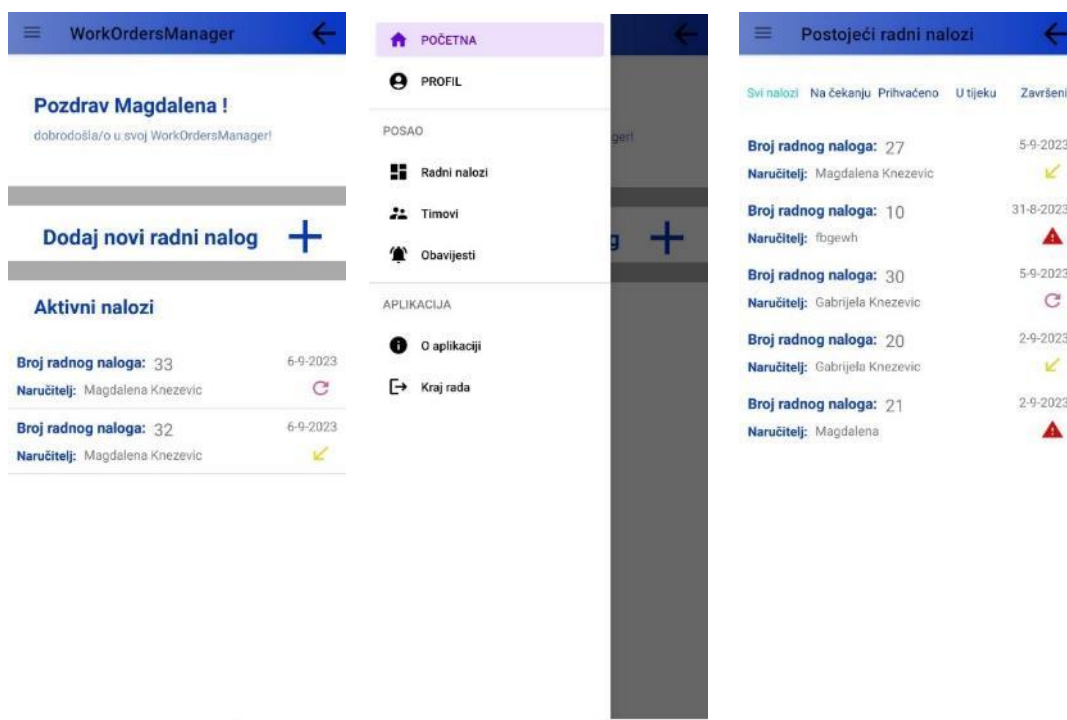 WorkOrdersManager
Pozdrav Magdalena !
dobrodošla/o u svoj WorkOrdersManager!
Dodaj novi radni nalog
Aktivni nalozi
Broj radnog naloga: 33 6-9-2023
Naručitelj: Magdalena Knezevic
Broj radnog naloga: 32 6-9-2023
Naručitelj: Magdalena Knezevic
POČETNA
PROFIL
POSAO
ger!
Radni nalozi
Timovi
g
Obavijesti
APLIKACIJA
O aplikaciji
Kraj rada
Postojeći radni nalozi
Svi nalozi Na čekanju Prihvaćeno U tijeku Završeni
Broj radnog naloga: 27 5-9-2023
Naručitelj: Magdalena Knezevic
Broj radnog naloga: 10 31-8-2023
Naručitelj: fbgewh
Broj radnog naloga: 30 5-9-2023
Naručitelj: Gabrijela Knezevic
Broj radnog naloga: 20 2-9-2023
Naručitelj: Gabrijela Knezevic
Broj radnog naloga: 21 2-9-2023
Naručitelj: Magdalena